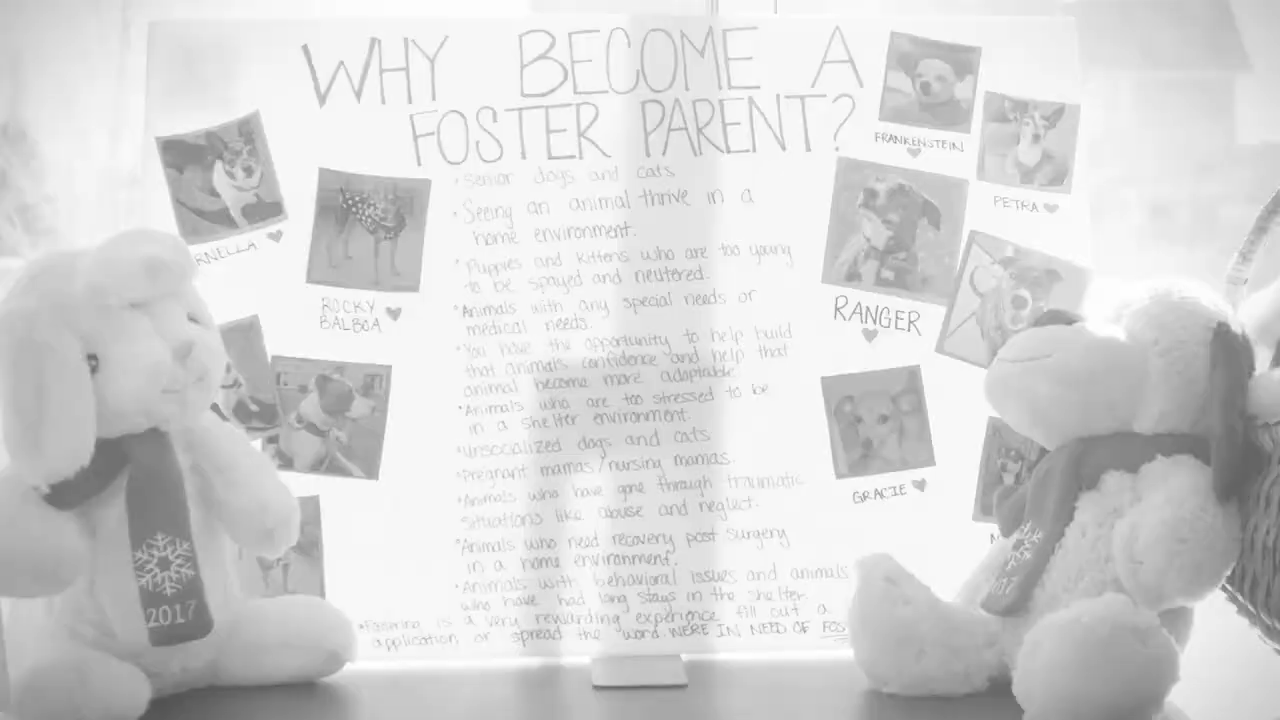 WHY BECOME A
FOSTER PARENT?
FRANKENSTEIN
PETRA
RNELLA
ROCKY
BALBOA
RANGER
GRACIE
*Senior dogs and cats
*Seeing an animal thrive in a
home environment.
*Puppies and kittens who are too young
to be spayed and neutered.
*Animals with any special needs or
medical needs.
*You have the opportunity to help build
that animals confidence and help that
animal become more adoptable
*Animals who are too stressed to be
in a shelter environment.
*unsocialized dogs and cats
*Pregnant mamas/nursing mamas.
*Animals who have gone through traumatic
situations like abuse and neglect.
*Animals who need recovery post surgery
in a home environment.
*Animals with behavioral issues and animals
who have had long stays in the shelter.
*Fostering is a very rewarding experience fill out a
application or spread the word. WERE IN NEED OF FOS
2017
2017